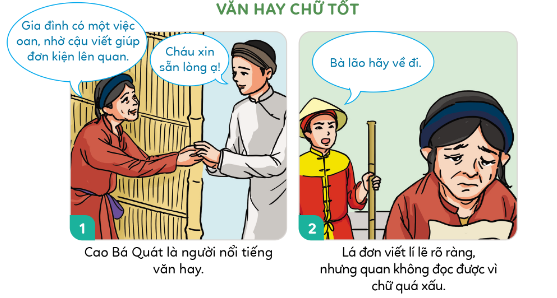 VĂN HAY CHỮ TỐT
Gia đình có một việc
oan, nhờ cậu viết giúp
đơn kiện lên quan.
Cháu xin
sẵn lòng ạ!
1
Cao Bá Quát là người nổi tiếng
văn hay.
Bà lão hãy về đi.
2
Lá đơn viết lí lẽ rõ ràng,
nhưng quan không đọc được vì
chữ quá xấu.